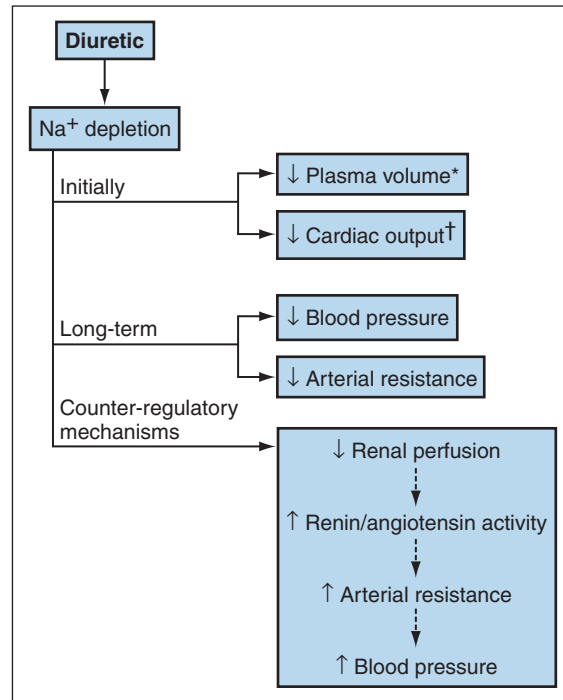 Diuretic
Na+ depletion
Initially
↓ Plasma volume*
↓ Cardiac output†
Long-term
↓ Blood pressure
↓ Arterial resistance
Counter-regulatory
mechanisms
↓ Renal perfusion
↑ Renin/angiotensin activity
↑ Arterial resistance
↑ Blood pressure